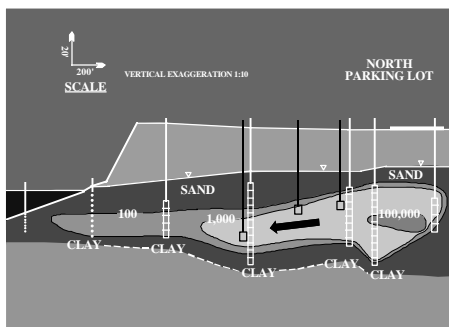 20'
200'
SCALE
VERTICAL EXAGGERATION 1:10
NORTH
PARKING LOT
SAND
SAND
100
1,000
100,000
CLAY
CLAY
CLAY
CLAY
CLAY